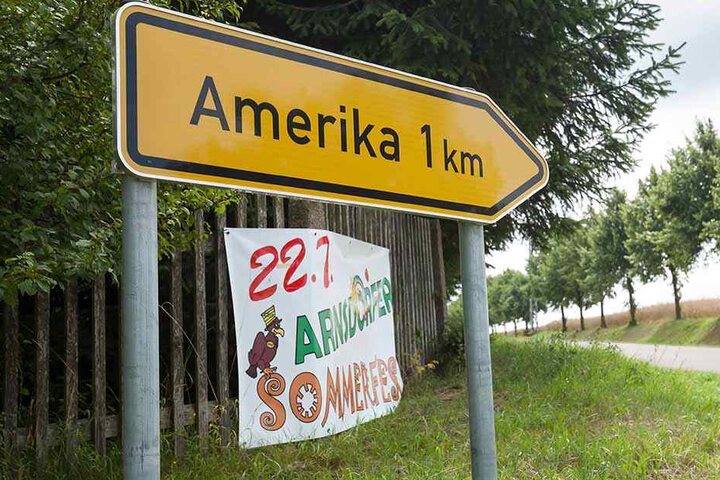 Amerika 1 km
22.7.
ARNSDORFER
SOMMERFEST